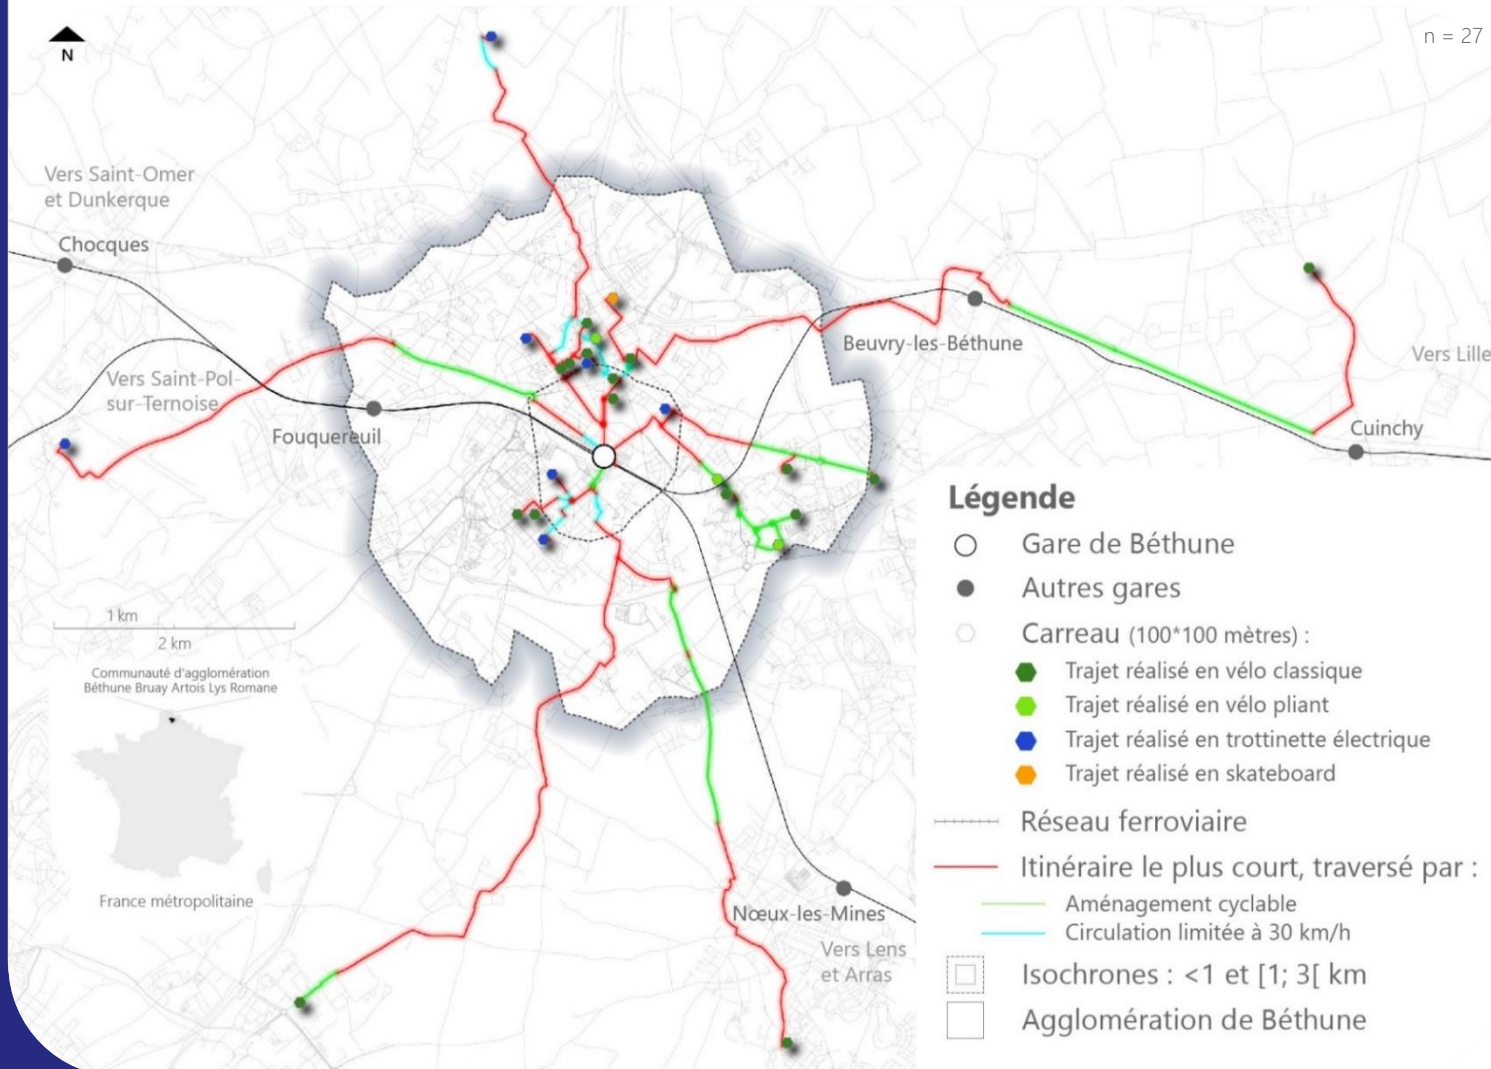 n = 27
N
Vers Saint-Omer
et Dunkerque
Chocques
Vers Saint-Pol-
sur-Ternoise
Fouquereuil
Beuvry-les-Béthune
Vers Lille
Cuinchy
1 km
2 km
Communauté d'agglomération
Béthune Bruay Artois Lys Romane
France métropolitaine
Nœux-les-Mines
Vers Lens
et Arras
Légende
Gare de Béthune
Autres gares
Carreau (100*100 mètres) :
Trajet réalisé en vélo classique
Trajet réalisé en vélo pliant
Trajet réalisé en trottinette électrique
Trajet réalisé en skateboard
Réseau ferroviaire
Itinéraire le plus court, traversé par :
Aménagement cyclable
Circulation limitée à 30 km/h
Isochrones : <1 et [1; 3[ km
Agglomération de Béthune